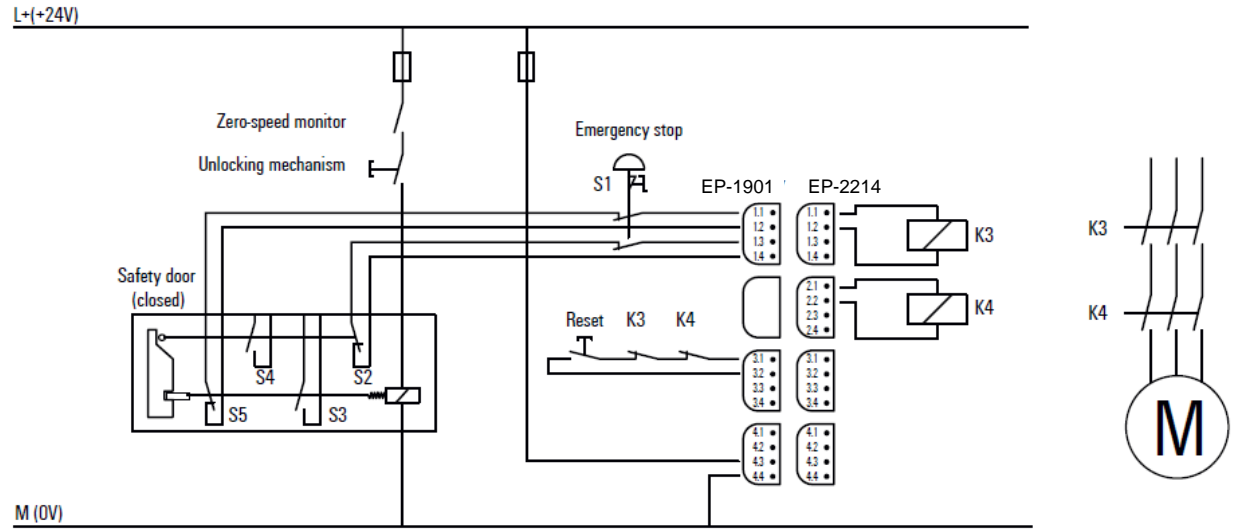 L+(+24V)
Zero-speed monitor
Emergency stop
Unlocking mechanism
S1
EP-1901
EP-2214
1.1
1.2
1.3
1.4
1.1
1.2
1.3
1.4
K3
K3
Safety door
(closed)
2.1
2.2
2.3
2.4
K4
K4
Reset
K3
K4
S4
S2
3.1
3.2
3.3
3.4
3.1
3.2
3.3
3.4
S5
S3
M
4.1
4.2
4.3
4.4
4.1
4.2
4.3
4.4
M (0V)